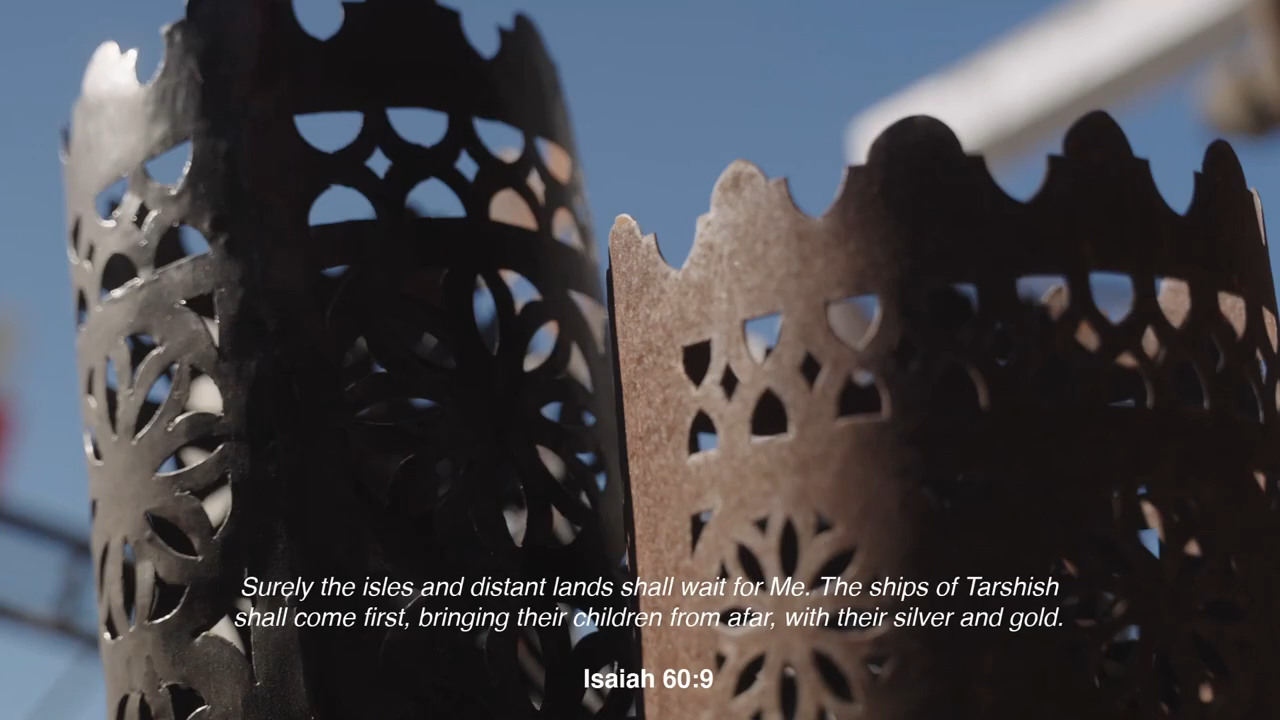 Surely the isles and distant lands shall wait for Me. The ships of Tarshish
shall come first, bringing their children from afar, with their silver and gold.
Isaiah 60:9